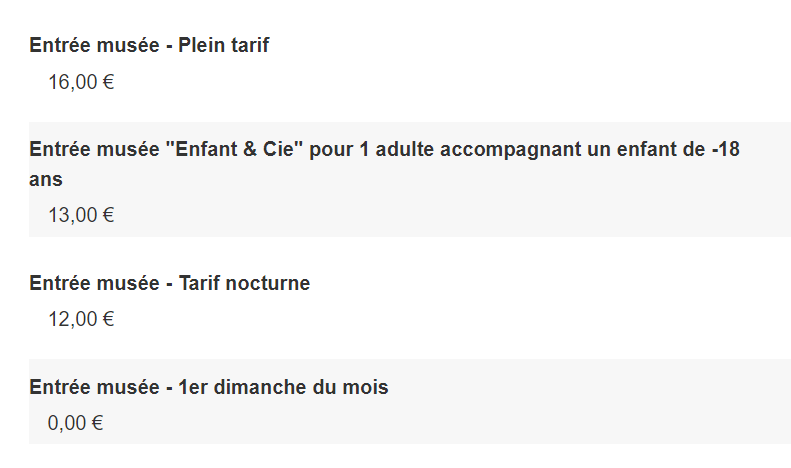 Entrée musée - Plein tarif
16,00 €
Entrée musée "Enfant & Cie" pour 1 adulte accompagnant un enfant de -18
ans
13,00 €
Entrée musée - Tarif nocturne
12,00 €
Entrée musée - 1er dimanche du mois
0,00 €